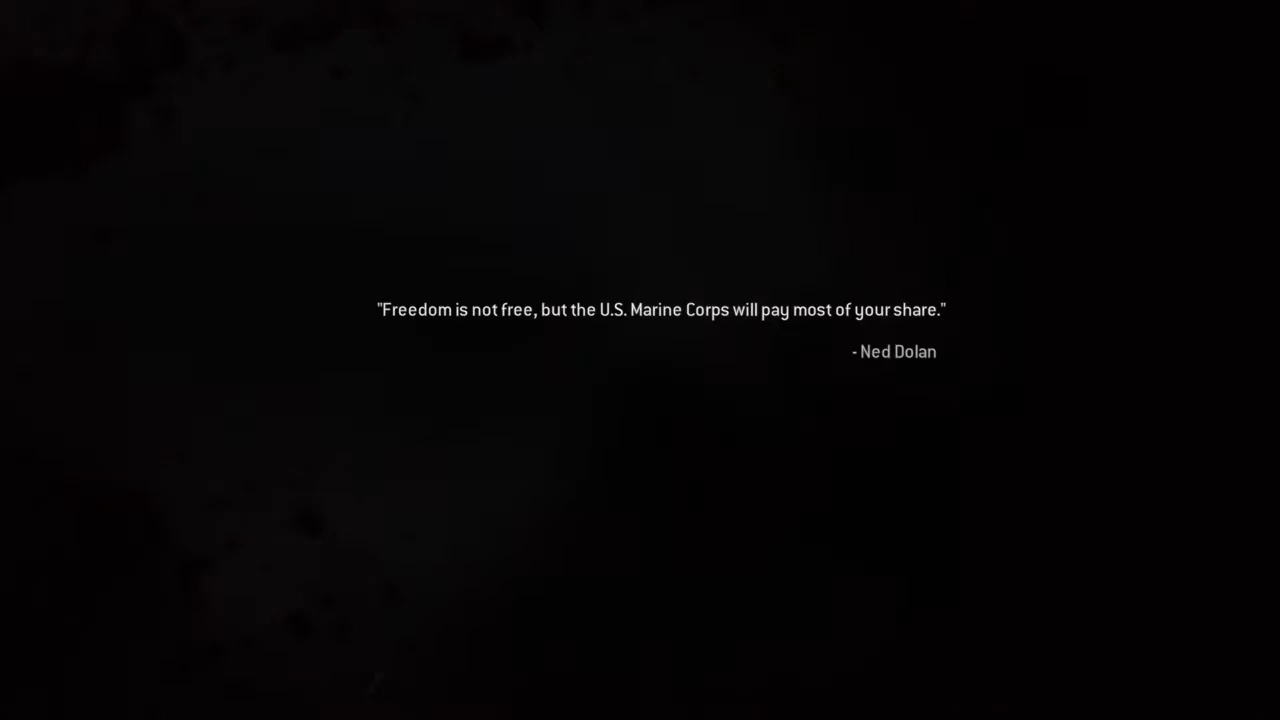 "Freedom is not free, but the U.S. Marine Corps will pay most of your share."
- Ned Dolan